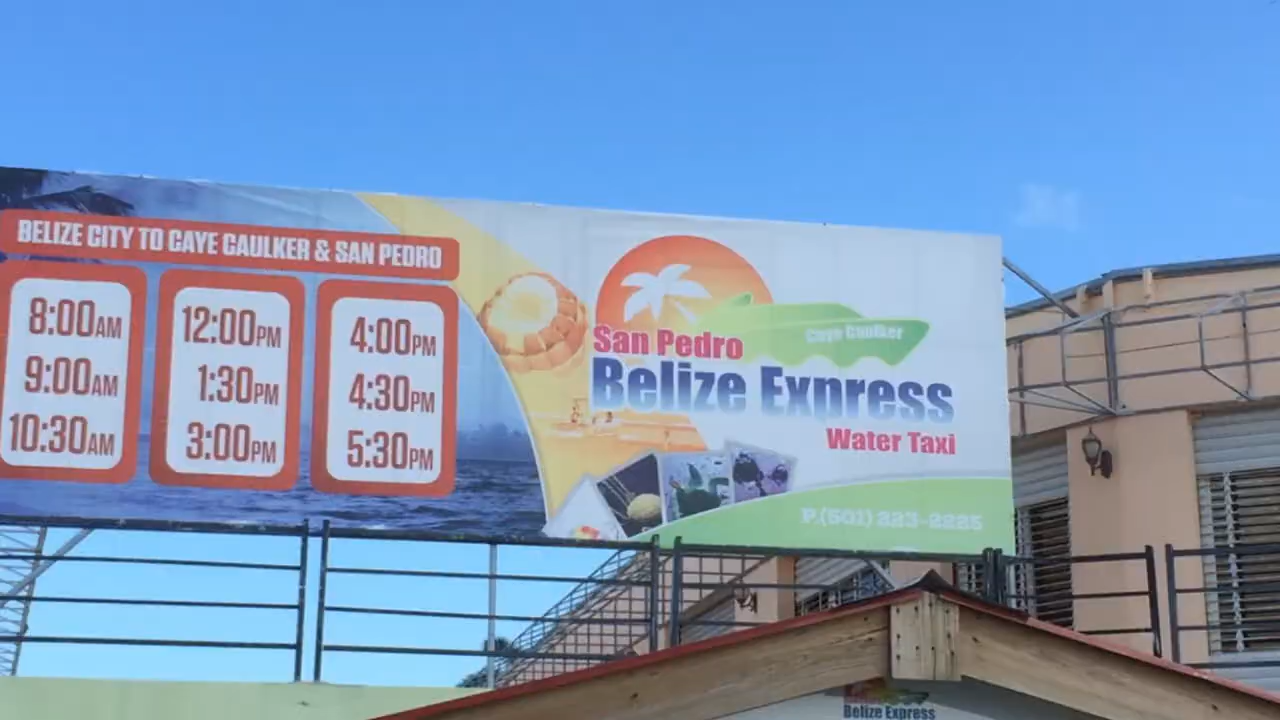 BELIZE CITY TO CAYE CAULKER & SAN PEDRO
8:00AM
9:00AM
10:30AM
12:00PM
1:30PM
3:00PM
4:00PM
4:30PM
5:30PM
Caye Caulker
San Pedro
Belize Express
Water Taxi
P.(501) 223-2225
Belize Express